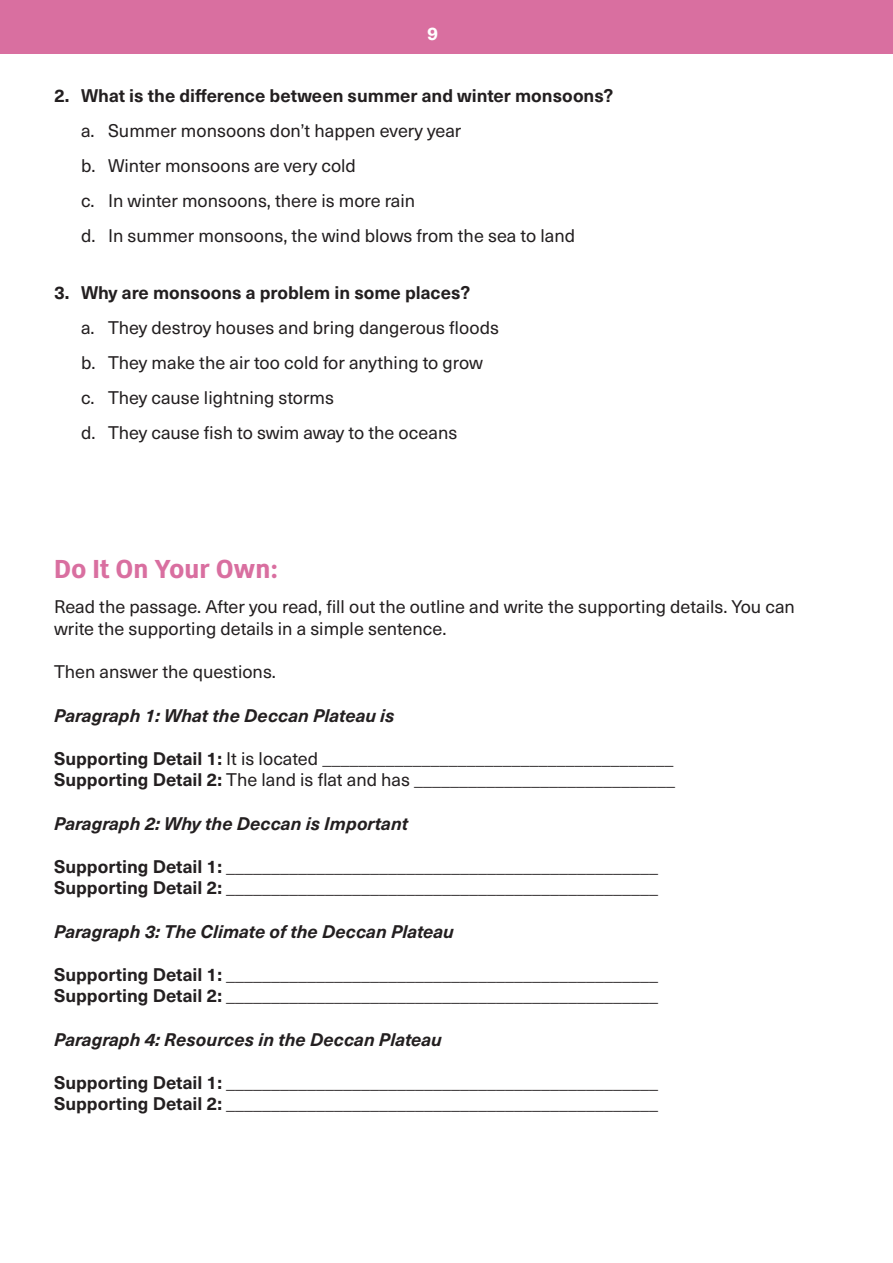 9
2. What is the difference between summer and winter monsoons?
a. Summer monsoons don't happen every year
b. Winter monsoons are very cold
c. In winter monsoons, there is more rain
d. In summer monsoons, the wind blows from the sea to land
3. Why are monsoons a problem in some places?
a. They destroy houses and bring dangerous floods
b. They make the air too cold for anything to grow
c. They cause lightning storms
d. They cause fish to swim away to the oceans
Do It On Your Own:
Read the passage. After you read, fill out the outline and write the supporting details. You can
write the supporting details in a simple sentence.
Then answer the questions.
Paragraph 1: What the Deccan Plateau is
Supporting Detail 1: It is located ___________________________________
Supporting Detail 2: The land is flat and has __________________________
Paragraph 2: Why the Deccan is Important
Supporting Detail 1: ___________________________________________
Supporting Detail 2: ___________________________________________
Paragraph 3: The Climate of the Deccan Plateau
Supporting Detail 1: ___________________________________________
Supporting Detail 2: ___________________________________________
Paragraph 4: Resources in the Deccan Plateau
Supporting Detail 1: ___________________________________________
Supporting Detail 2: ___________________________________________